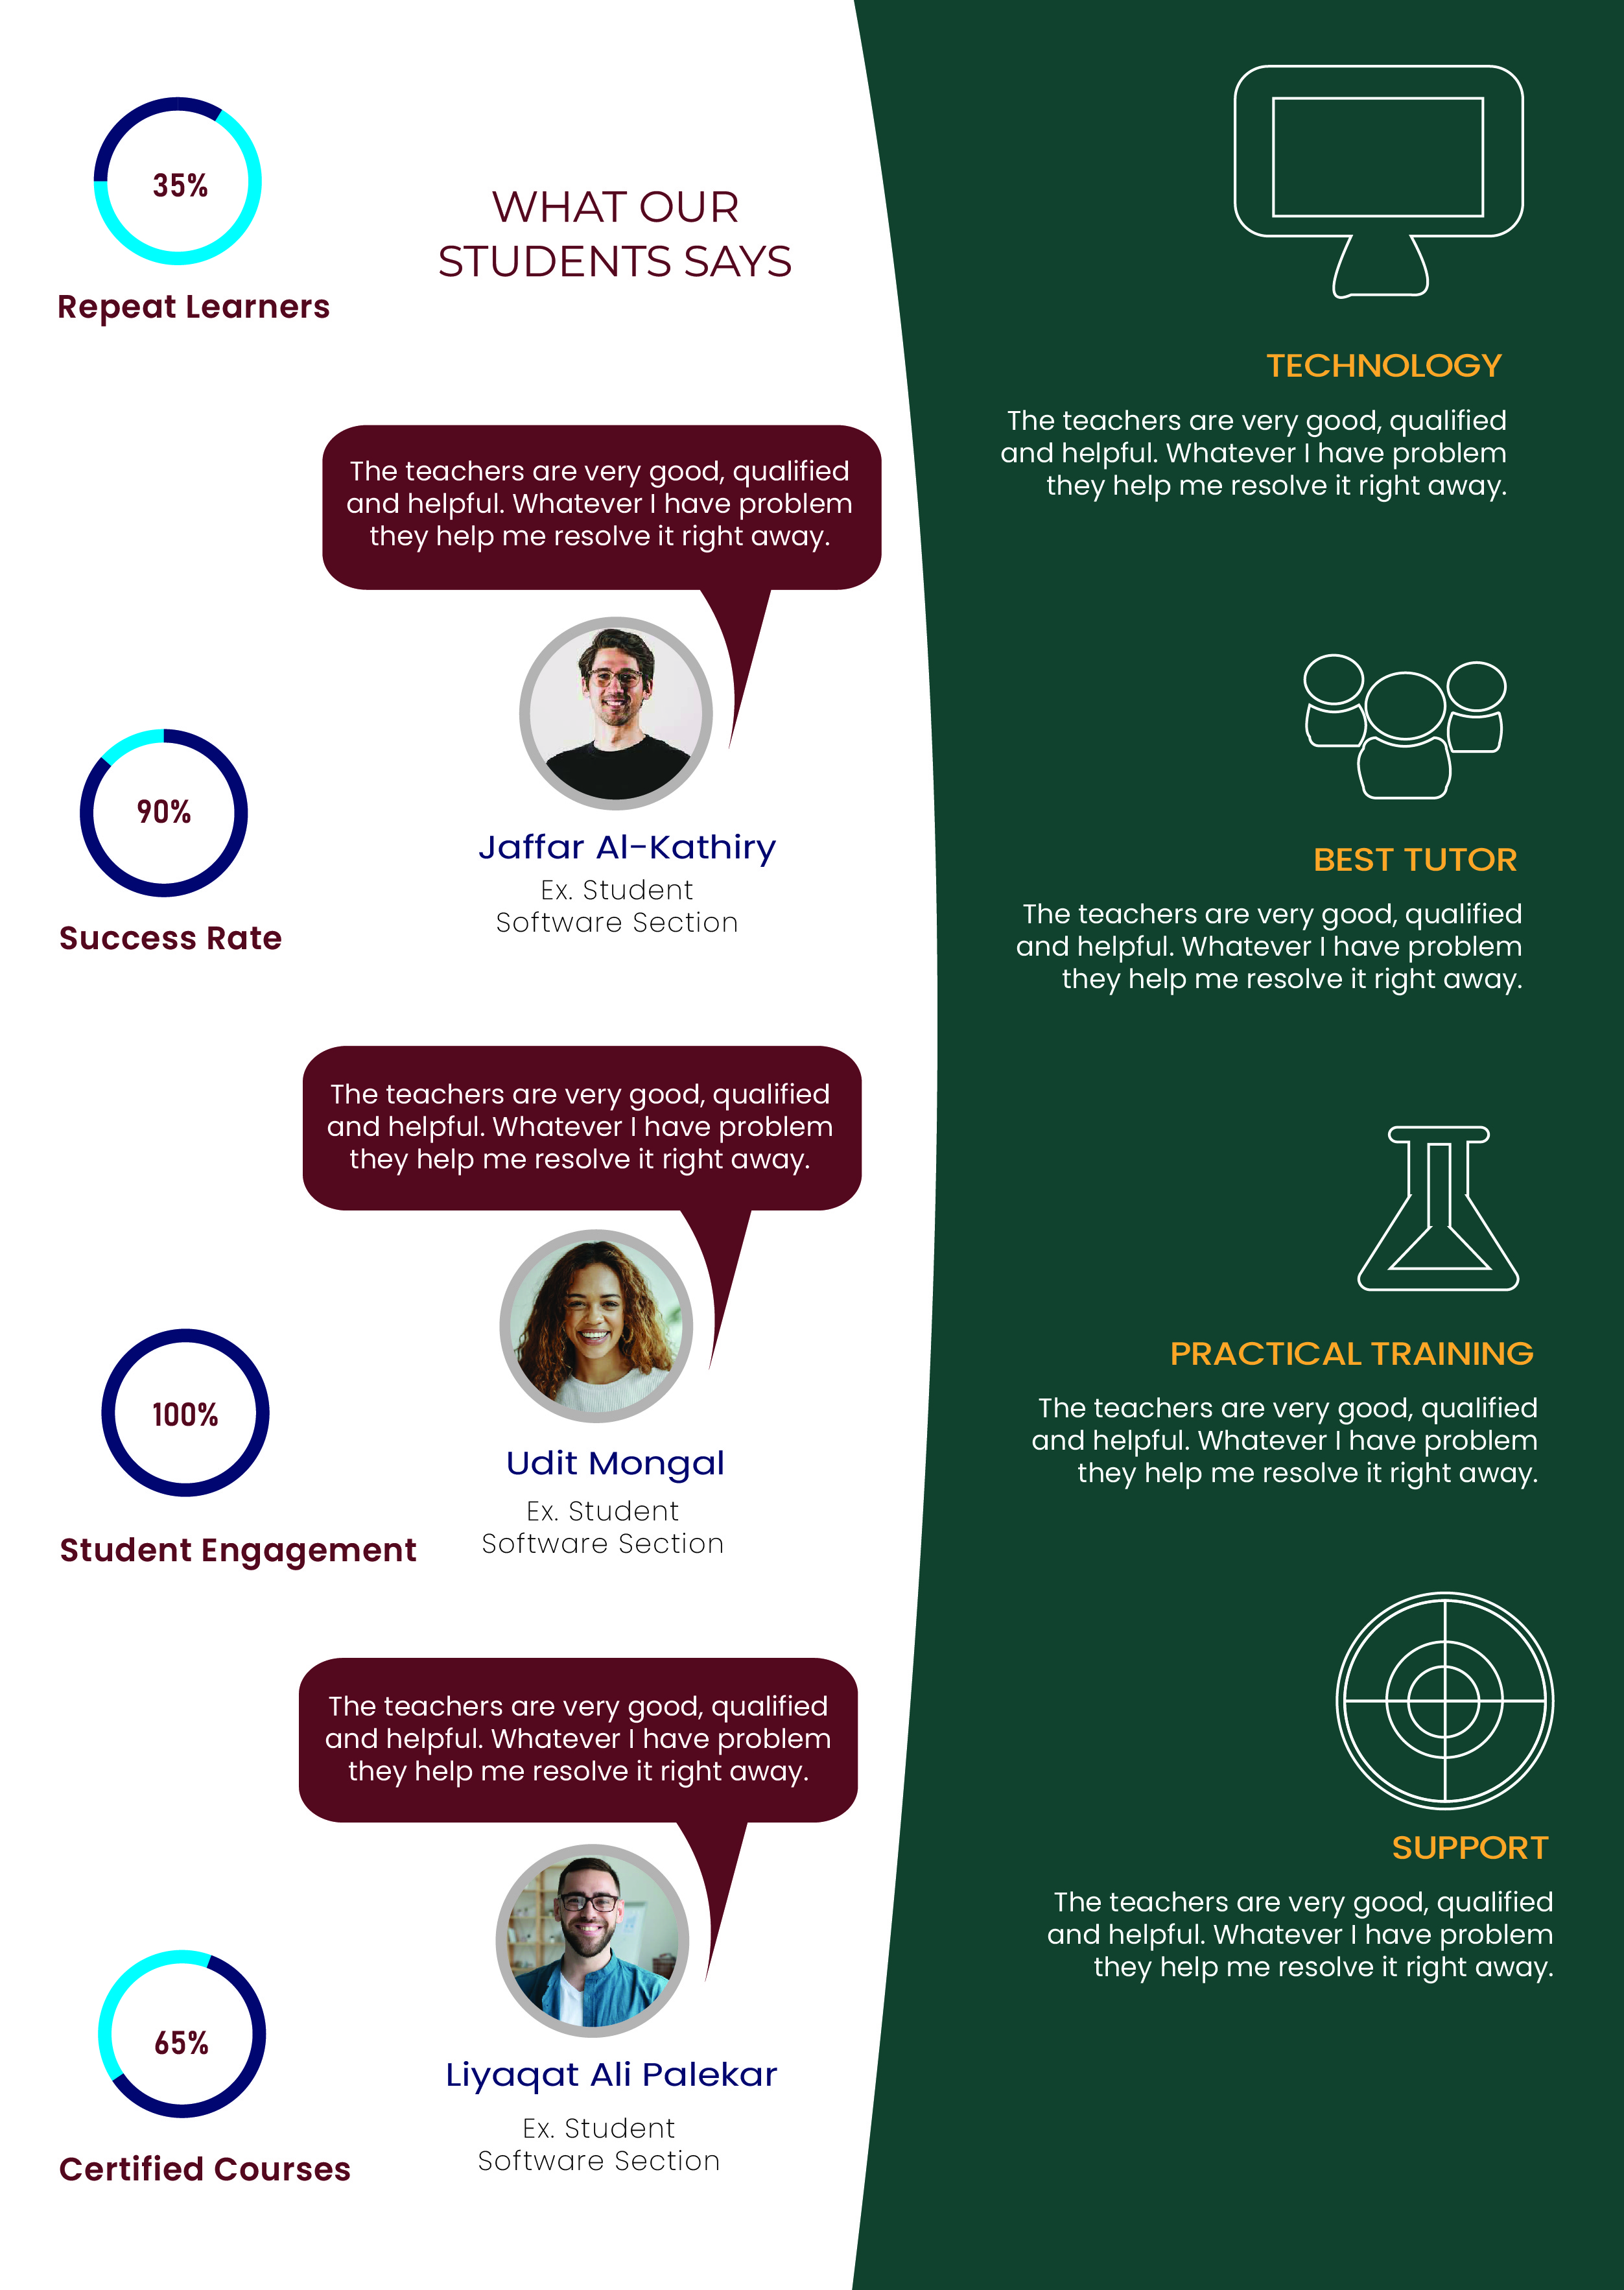 35%
Repeat Learners
90%
Success Rate
100%
Student Engagement
65%
Certified Courses
WHAT OUR
STUDENTS SAYS
The teachers are very good, qualified
and helpful. Whatever I have problem
they help me resolve it right away.
Jaffar Al-Kathiry
Ex. Student
Software Section
The teachers are very good, qualified
and helpful. Whatever I have problem
they help me resolve it right away.
Udit Mongal
Ex. Student
Software Section
The teachers are very good, qualified
and helpful. Whatever I have problem
they help me resolve it right away.
Liyaqat Ali Palekar
Ex. Student
Software Section
TECHNOLOGY
The teachers are very good, qualified
and helpful. Whatever I have problem
they help me resolve it right away.
BEST TUTOR
The teachers are very good, qualified
and helpful. Whatever I have problem
they help me resolve it right away.
PRACTICAL TRAINING
The teachers are very good, qualified
and helpful. Whatever I have problem
they help me resolve it right away.
SUPPORT
The teachers are very good, qualified
and helpful. Whatever I have problem
they help me resolve it right away.